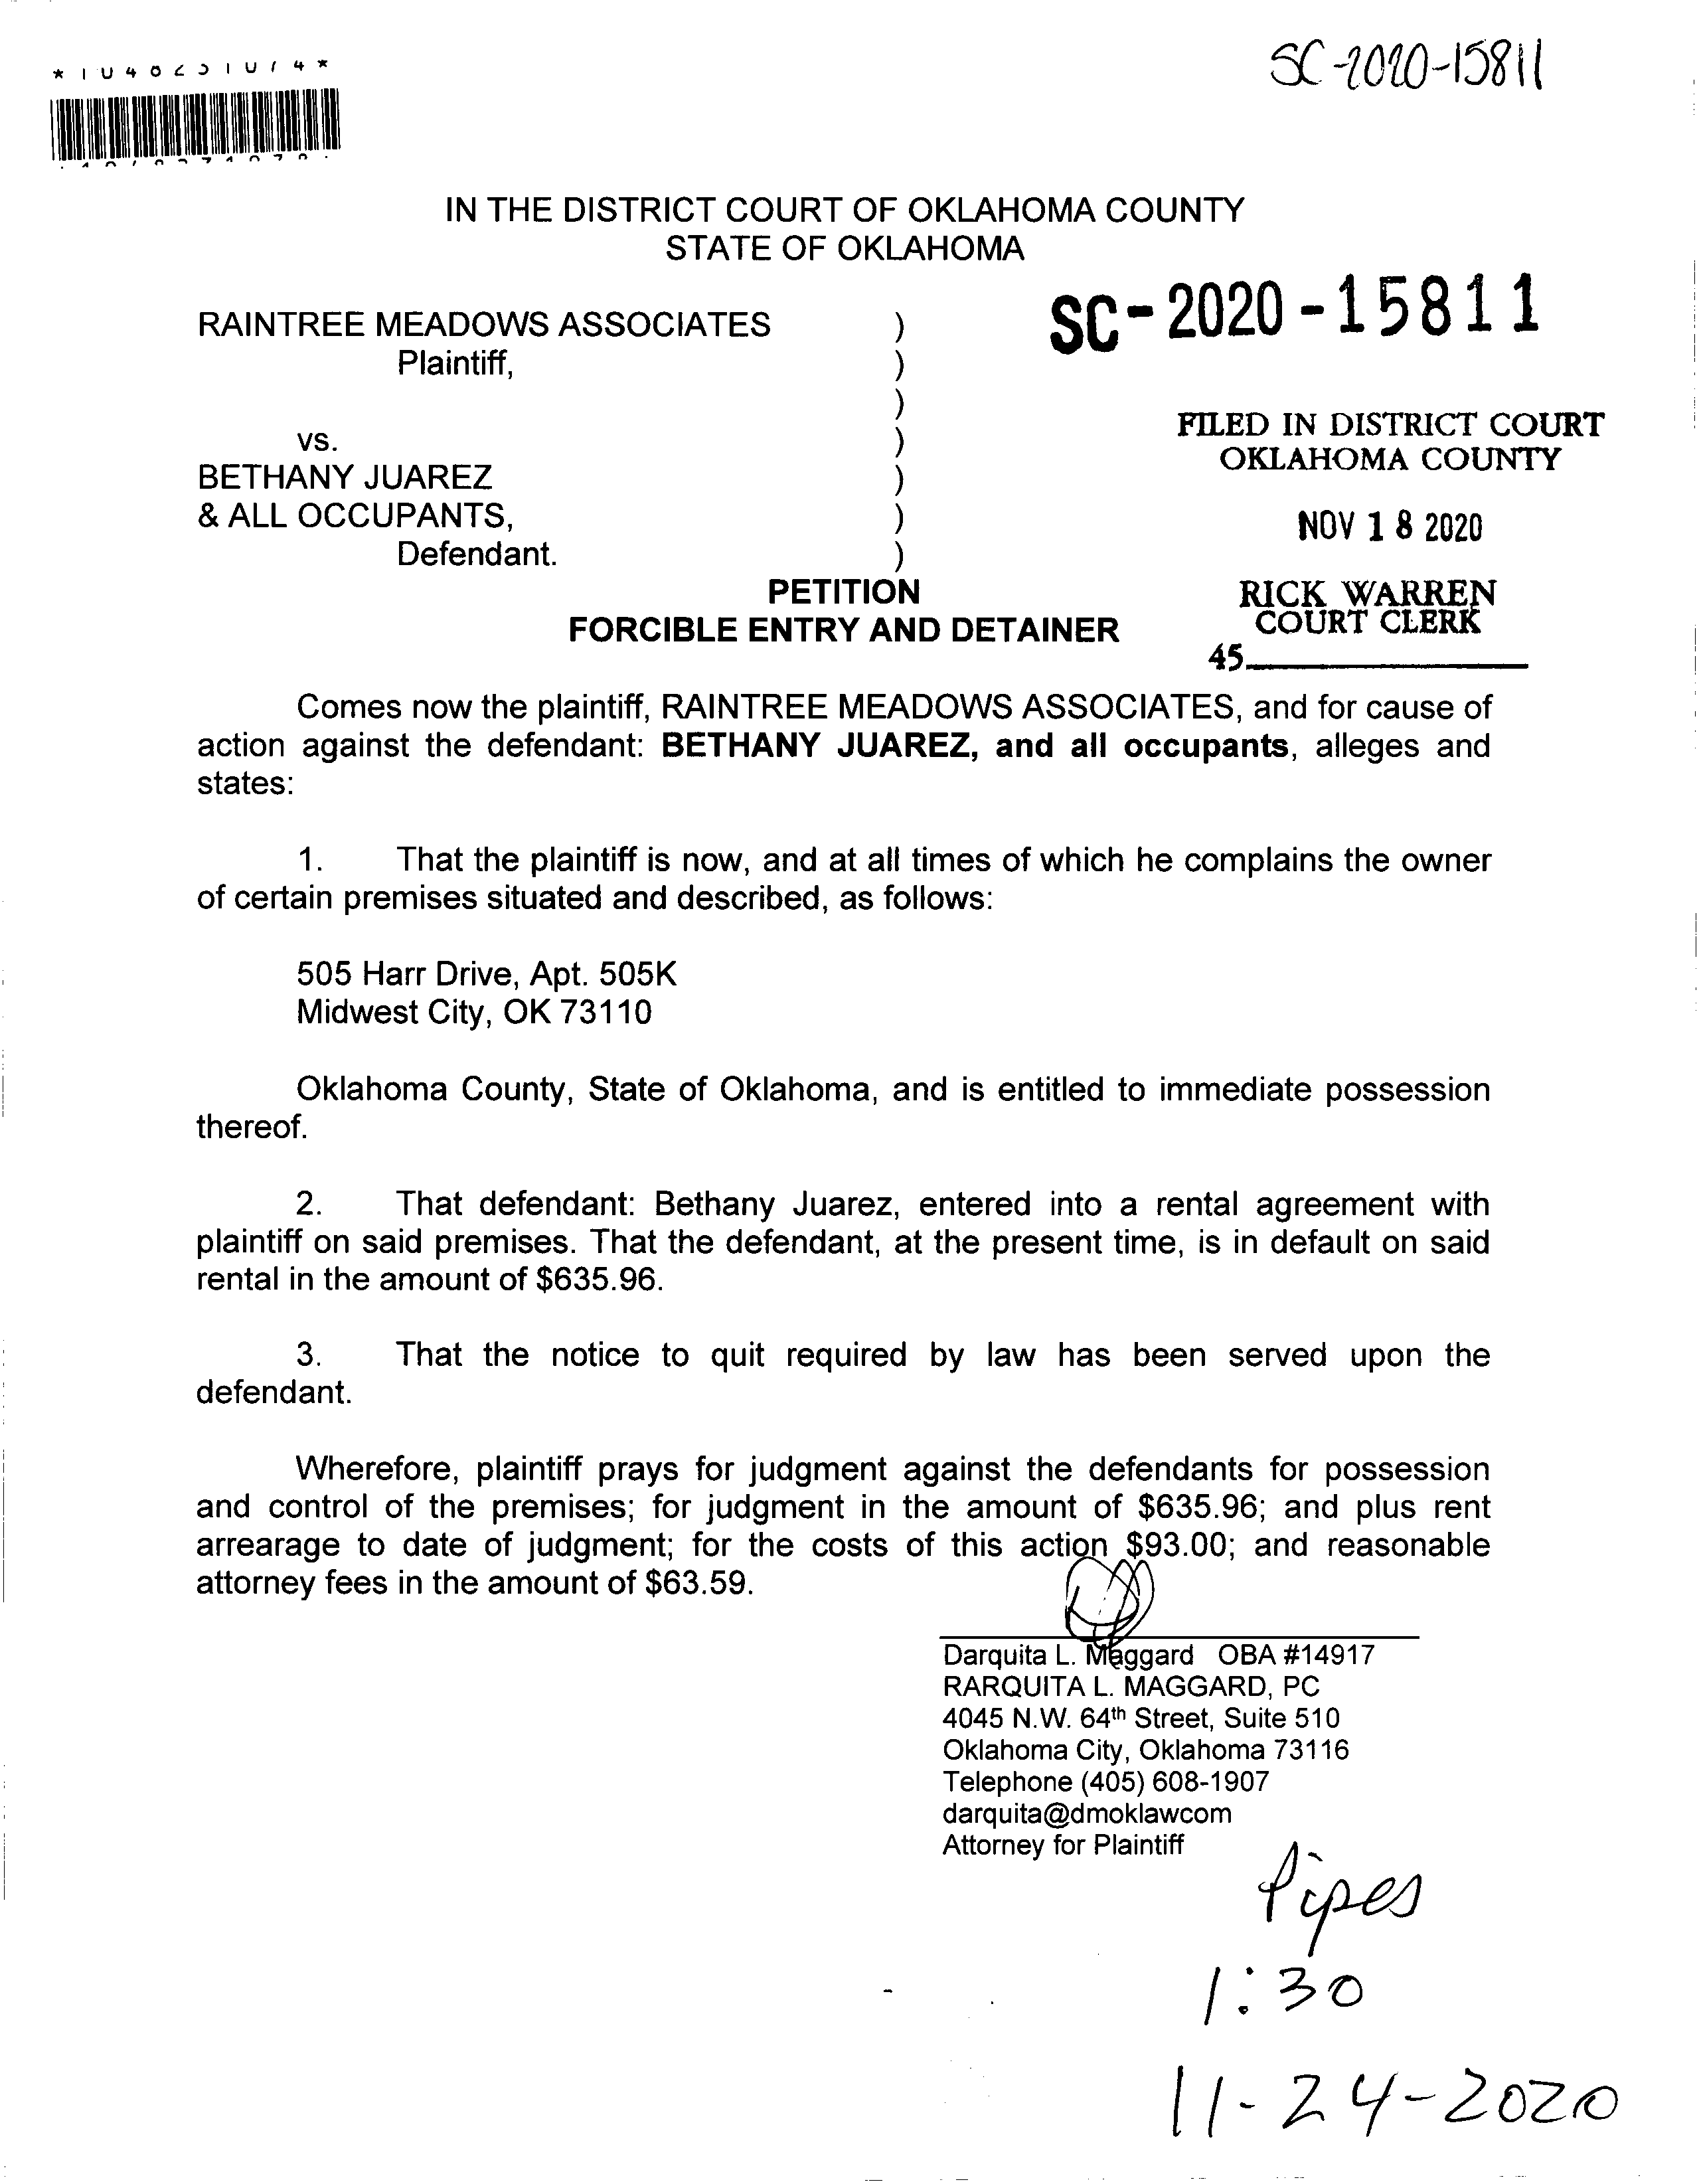 SC-2020-15811
IN THE DISTRICT COURT OF OKLAHOMA COUNTY
STATE OF OKLAHOMA
SC-2020-15811
RAINTREE MEADOWS ASSOCIATES )
Plaintiff, )
)
vs. )
BETHANY JUAREZ )
& ALL OCCUPANTS, )
Defendant. )
FILED IN DISTRICT COURT
OKLAHOMA COUNTY
NOV 18 2020
RICK WARREN
COURT CLERK
45
PETITION
FORCIBLE ENTRY AND DETAINER
Comes now the plaintiff, RAINTREE MEADOWS ASSOCIATES, and for cause of
action against the defendant: BETHANY JUAREZ, and all occupants, alleges and
states:
1. That the plaintiff is now, and at all times of which he complains the owner
of certain premises situated and described, as follows:
505 Harr Drive, Apt. 505K
Midwest City, OK 73110
Oklahoma County, State of Oklahoma, and is entitled to immediate possession
thereof.
2. That defendant: Bethany Juarez, entered into a rental agreement with
plaintiff on said premises. That the defendant, at the present time, is in default on said
rental in the amount of $635.96.
3. That the notice to quit required by law has been served upon the
defendant.
Wherefore, plaintiff prays for judgment against the defendants for possession
and control of the premises; for judgment in the amount of $635.96; and plus rent
arrearage to date of judgment; for the costs of this action $93.00; and reasonable
attorney fees in the amount of $63.59.
Darquita L. Maggard OBA #14917
RARQUITA L. MAGGARD, PC
4045 N.W. 64th Street, Suite 510
Oklahoma City, Oklahoma 73116
Telephone (405) 608-1907
darquita@dmoklawcom
Attorney for Plaintiff
Pipes
1:30
11-24-2020